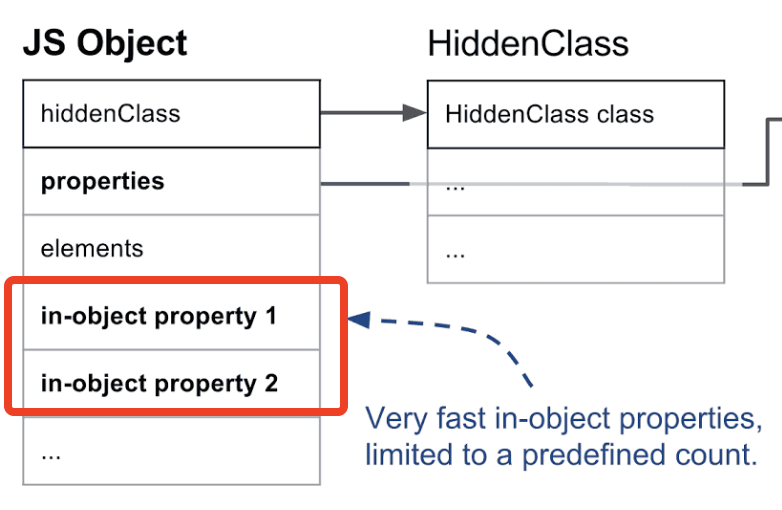 JS Object
HiddenClass
hiddenClass
HiddenClass class
properties
...
elements
...
in-object property 1
in-object property 2
Very fast in-object properties,
limited to a predefined count.
...